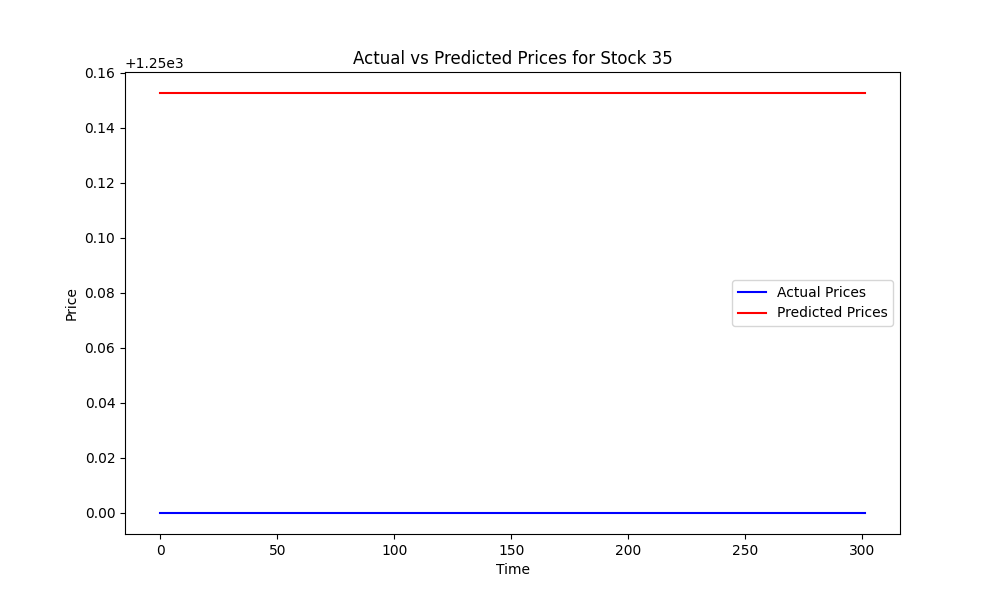 Actual vs Predicted Prices for Stock 35
+1.25e3
0.16
0.14
0.12
0.10
0.08
0.06
0.04
0.02
0.00
Price
Actual Prices
Predicted Prices
0 50 100 150 200 250 300
Time